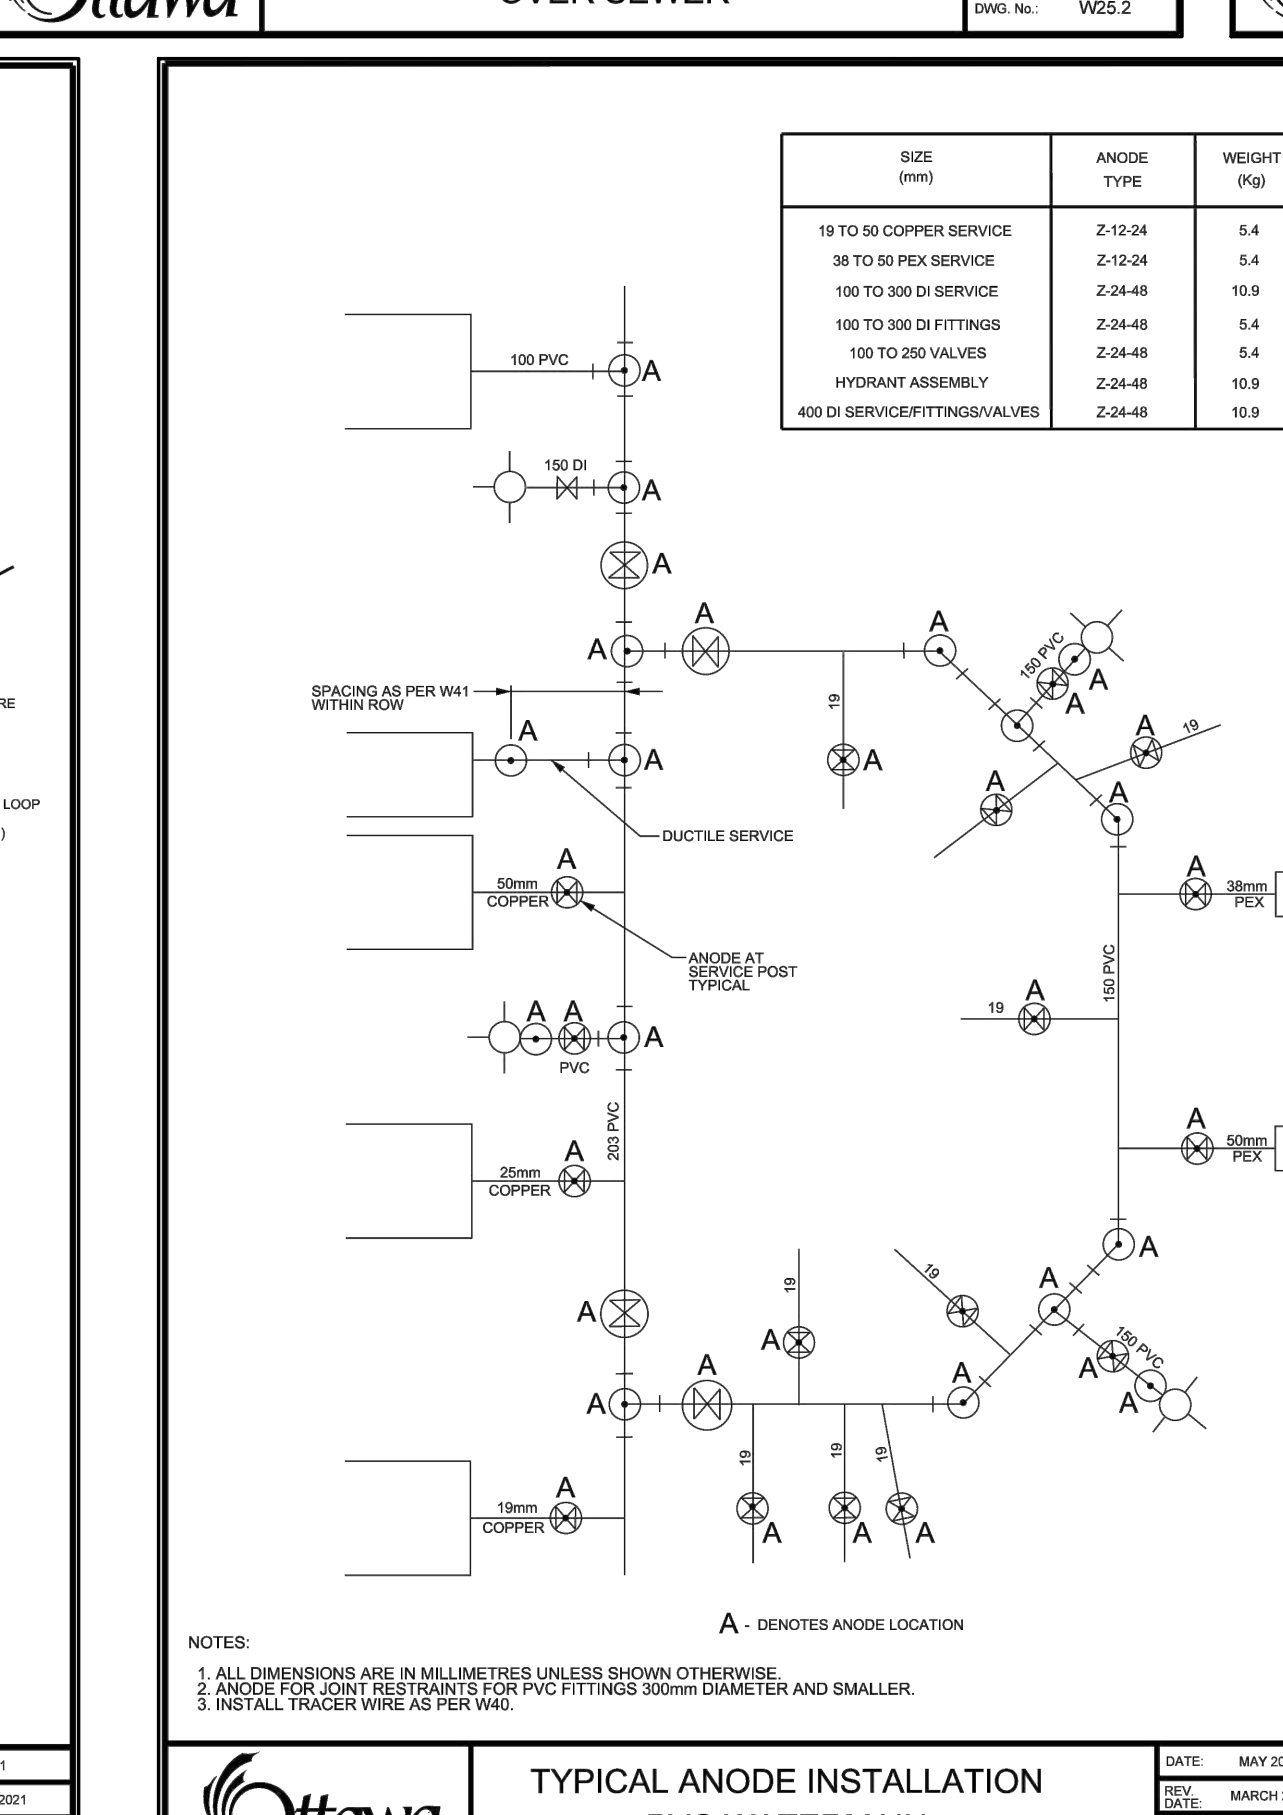 Ottawa
OVER SEWER
DWG. No.: W25.2
RE
LOOP
)
1
2021
SIZE (mm) ANODE TYPE WEIGHT (Kg)
19 TO 50 COPPER SERVICE Z-12-24 5.4
38 TO 50 PEX SERVICE Z-12-24 5.4
100 TO 300 DI SERVICE Z-24-48 10.9
100 TO 300 DI FITTINGS Z-24-48 5.4
100 TO 250 VALVES Z-24-48 5.4
HYDRANT ASSEMBLY Z-24-48 10.9
400 DI SERVICE/FITTINGS/VALVES Z-24-48 10.9
100 PVC
A
150 DI
A
A
A
A
A
150 PVC
A
A
SPACING AS PER W41
WITHIN ROW
A
A
19
A
A
19
A
A
DUCTILE SERVICE
A
50mm
COPPER
ANODE AT
SERVICE POST
TYPICAL
A
38mm
PEX
150 PVC
A
19
A
A
A
PVC
203 PVC
A
25mm
COPPER
A
50mm
PEX
A
A
19
A
19
A
150 PVC
A
A
A
A
A
19
19
19
A
A
A
A
19mm
COPPER
A - DENOTES ANODE LOCATION
NOTES:
1. ALL DIMENSIONS ARE IN MILLIMETRES UNLESS SHOWN OTHERWISE.
2. ANODE FOR JOINT RESTRAINTS FOR PVC FITTINGS 300mm DIAMETER AND SMALLER.
3. INSTALL TRACER WIRE AS PER W40.
Ottawa
TYPICAL ANODE INSTALLATION
PVC WATERMAIN
DATE: MAY 20
REV. DATE: MARCH